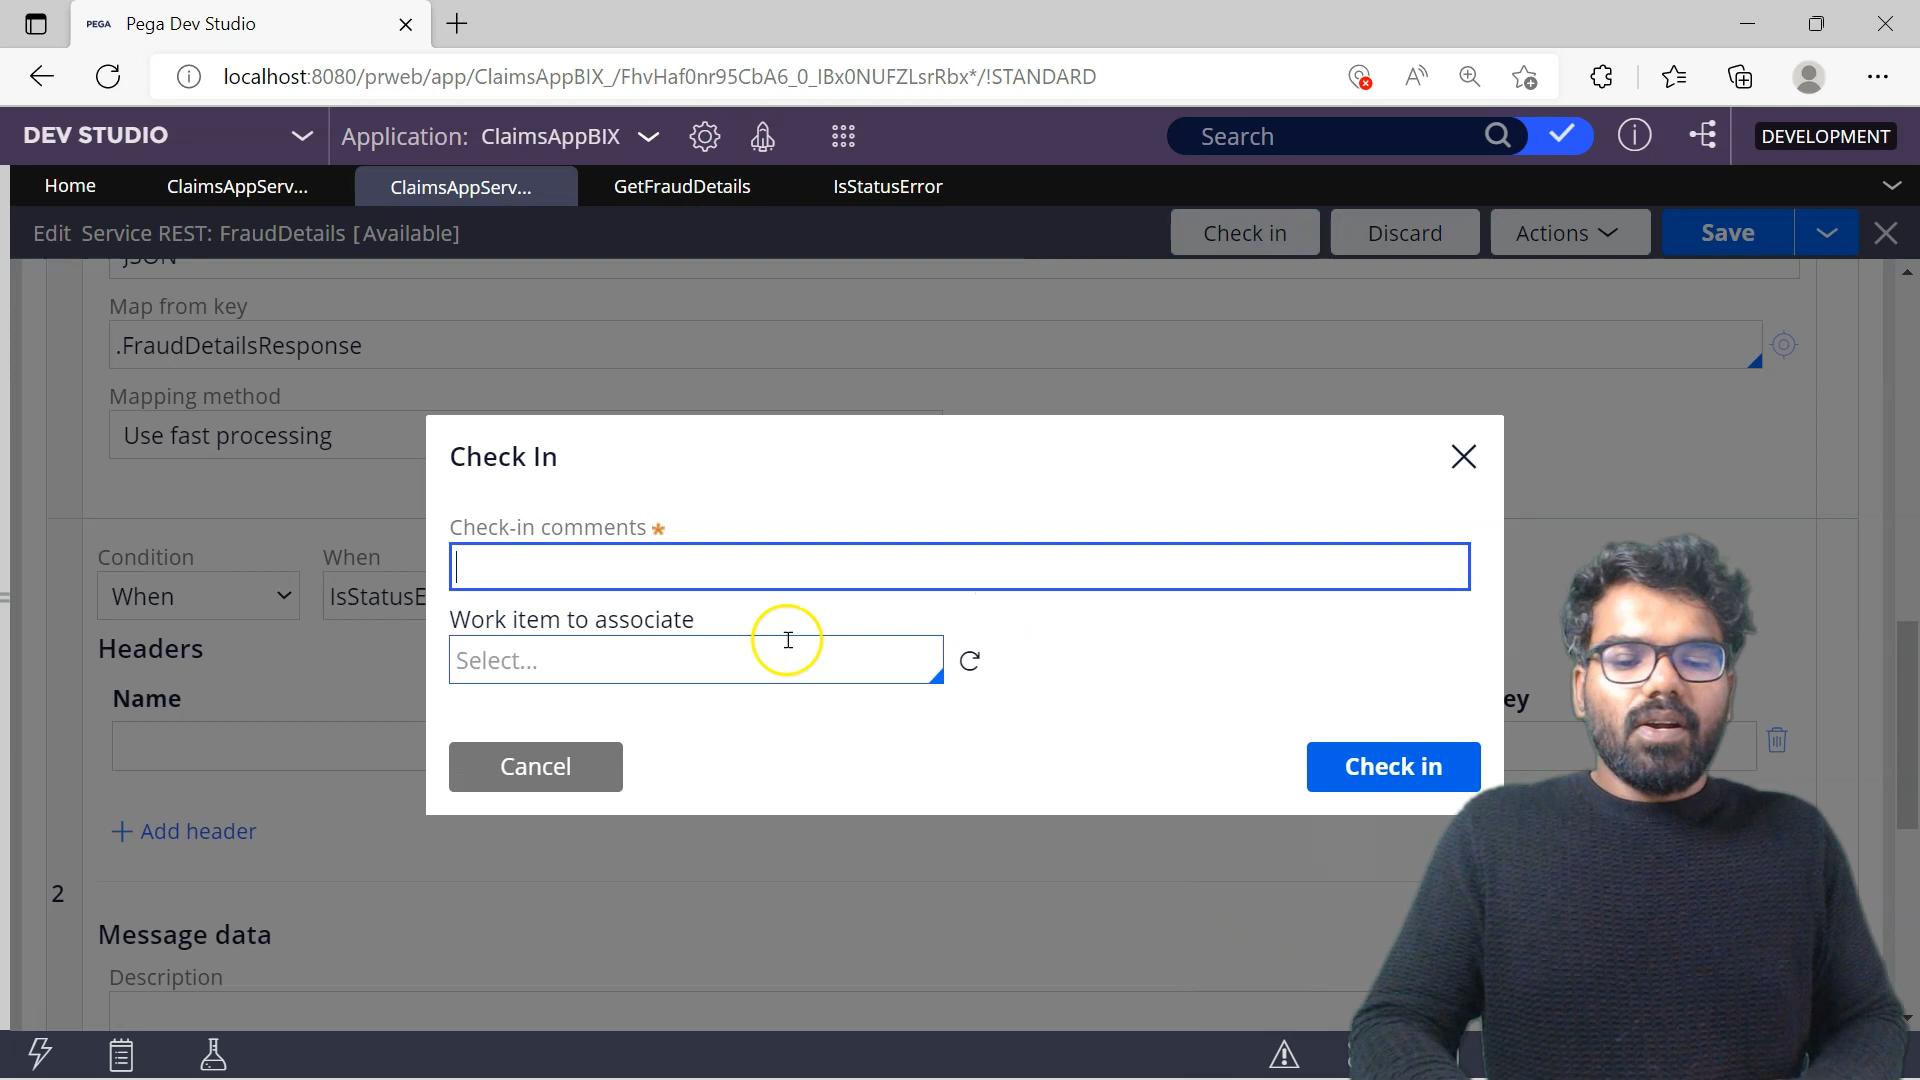 PEGA Pega Dev Studio
localhost:8080/prweb/app/ClaimsAppBIX_/FhvHaf0nr95CbA6_0_lBx0NUFZLsrRbx*/!STANDARD
DEV STUDIO Application: ClaimsAppBIX Search DEVELOPMENT
Home ClaimsAppServ... ClaimsAppServ... GetFraudDetails IsStatusError
Edit Service REST: FraudDetails [Available] Check in Discard Actions Save
JSON
Map from key
.FraudDetailsResponse
Mapping method
Use fast processing
Check In
Check-in comments *
Work item to associate
Select...
Cancel Check in
Condition When
When IsStatusE
Headers
Name ey
+ Add header
2
Message data
Description